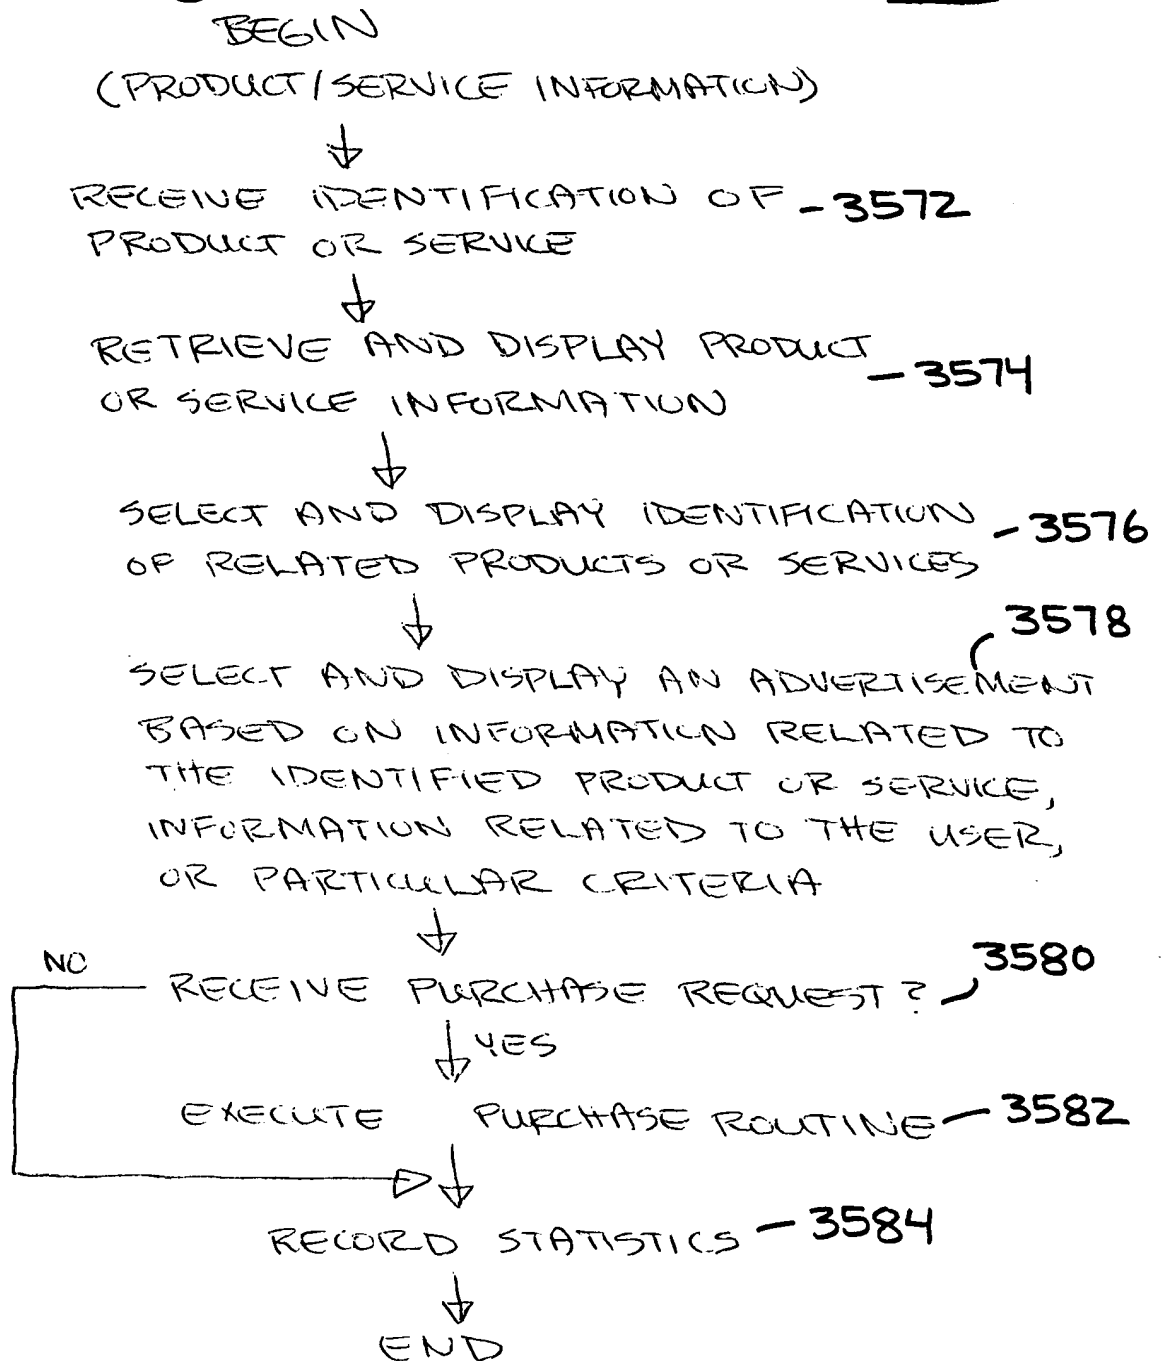 BEGIN
(PRODUCT/SERVICE INFORMATION)
RECEIVE IDENTIFICATION OF - 3572
PRODUCT OR SERVICE
RETRIEVE AND DISPLAY PRODUCT
- 3574
OR SERVICE INFORMATION
SELECT AND DISPLAY IDENTIFICATION - 3576
OF RELATED PRODUCTS OR SERVICES
3578
SELECT AND DISPLAY AN ADVERTISEMENT
BASED ON INFORMATION RELATED TO
THE IDENTIFIED PRODUCT OR SERVICE,
INFORMATION RELATED TO THE USER,
OR PARTICULAR CRITERIA
NO
3580
RECEIVE PURCHASE REQUEST?
YES
EXECUTE PURCHASE ROUTINE - 3582
RECORD STATISTICS - 3584
END